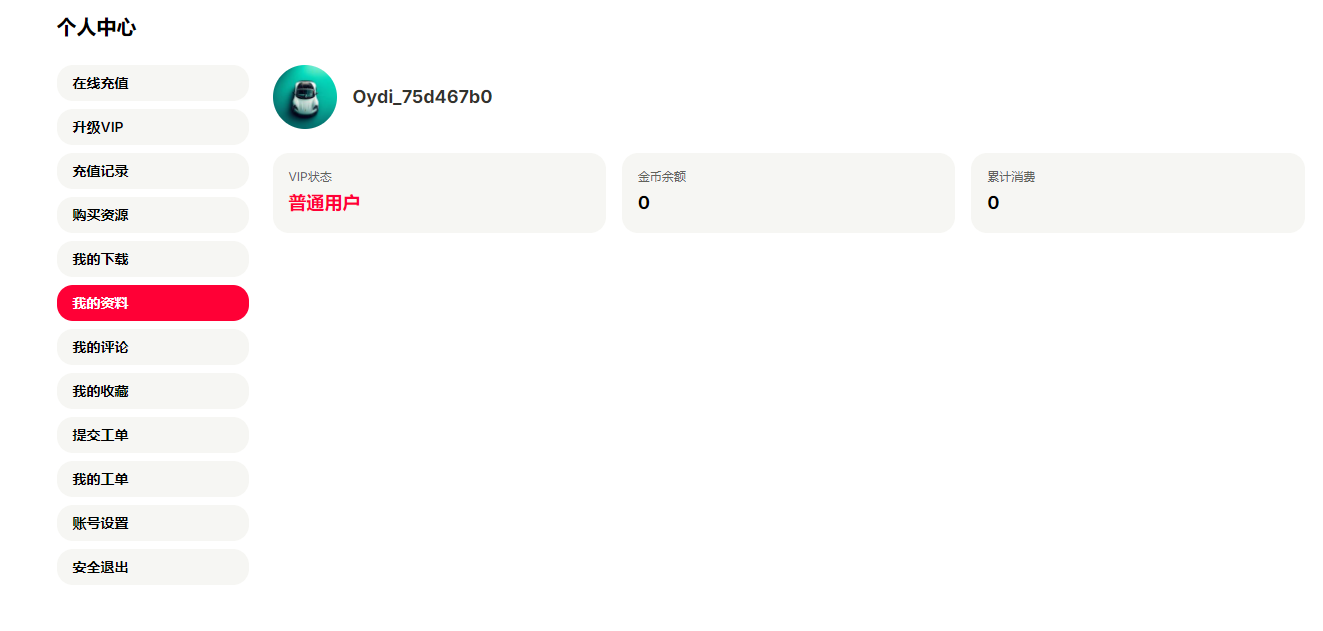 个人中心
在线充值
升级VIP
充值记录
购买资源
我的下载
我的资料
我的评论
我的收藏
提交工单
我的工单
账号设置
安全退出
Oydi_75d467b0
VIP状态
普通用户
金币余额
0
累计消费
0